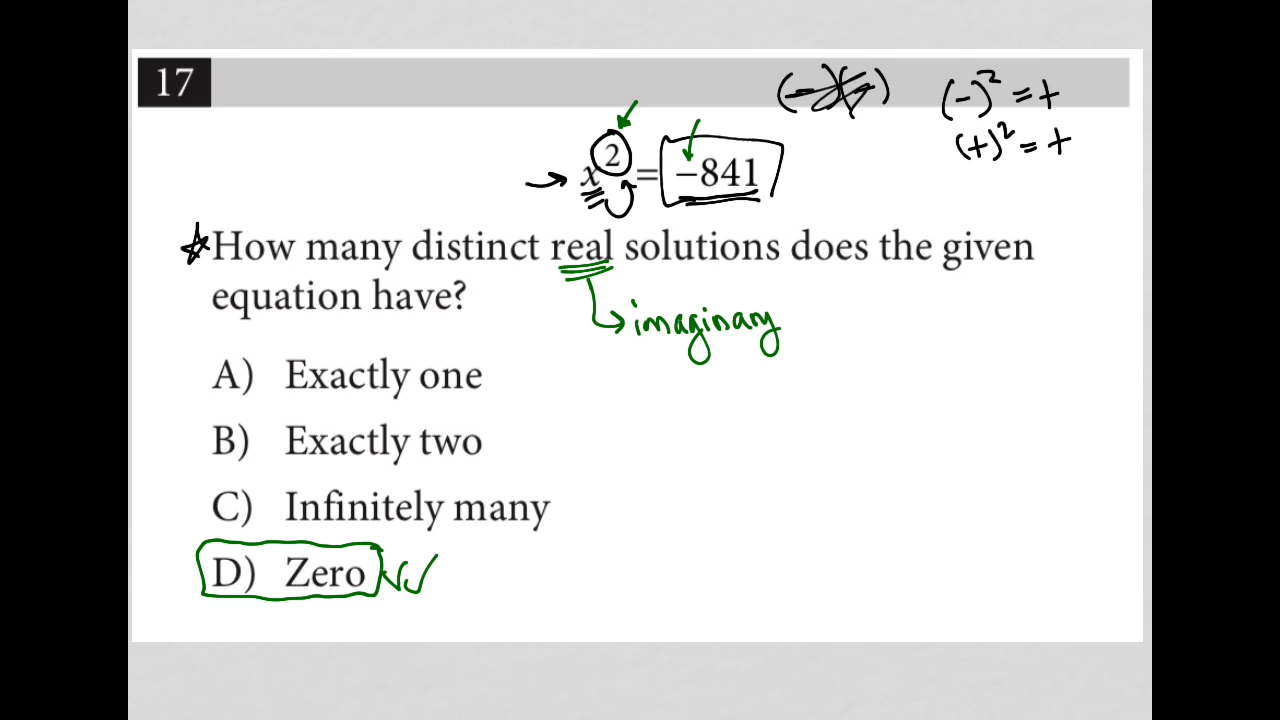 17
(-)² = +
(+)² = +
x² = −841
How many distinct real solutions does the given
equation have?
imaginary
A) Exactly one
B) Exactly two
C) Infinitely many
D) Zero